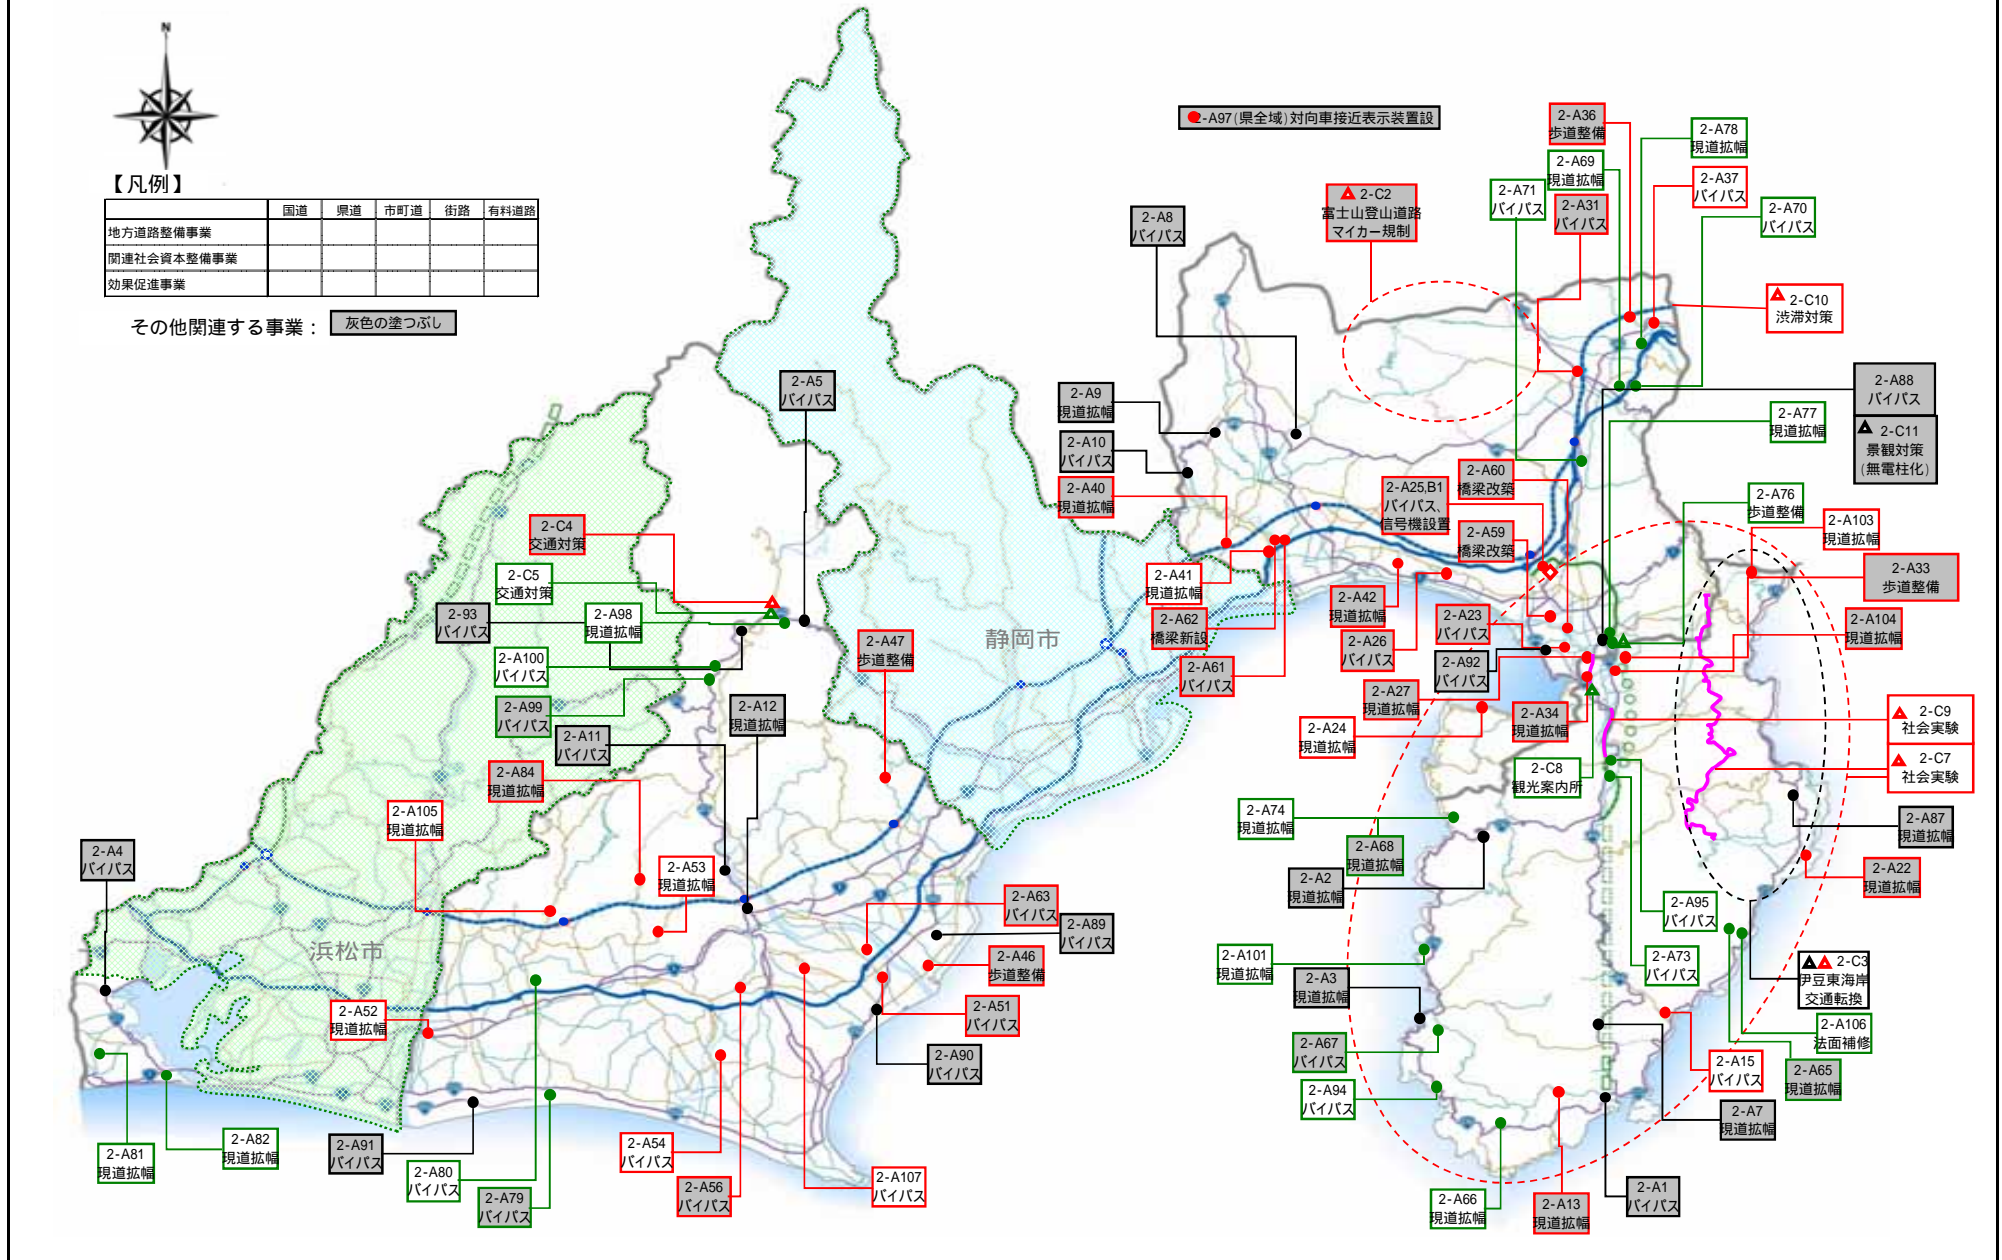 N
【凡例】
国道 県道 市町道 街路 有料道路
地方道路整備事業
関連社会資本整備事業
効果促進事業
その他関連する事業： 灰色の塗つぶし
2-A97(県全域)対向車接近表示装置設
2-A36
歩道整備
2-A78
現道拡幅
2-A69
現道拡幅
2-A37
バイパス
2-A71
バイパス
2-A31
バイパス
2-A70
バイパス
2-C2
富士山登山道路
マイカー規制
2-A8
バイパス
2-C10
渋滞対策
2-A5
バイパス
2-A9
現道拡幅
2-A88
バイパス
2-A77
現道拡幅
2-C11
景観対策
(無電柱化)
2-A10
バイパス
2-A40
現道拡幅
2-A60
橋梁改築
2-A25,B1
バイパス、
信号機設置
2-A76
歩道整備
2-A103
現道拡幅
2-C4
交通対策
2-A59
橋梁改築
2-A33
歩道整備
2-C5
交通対策
2-A41
現道拡幅
2-A42
現道拡幅
2-93
バイパス
2-A98
現道拡幅
2-A62
橋梁新設
2-A23
バイパス
2-A104
現道拡幅
静岡市
2-A47
歩道整備
2-A26
バイパス
2-A100
バイパス
2-A61
バイパス
2-A92
バイパス
2-A27
現道拡幅
2-A99
バイパス
2-A12
現道拡幅
2-A34
現道拡幅
2-C9
社会実験
2-A24
現道拡幅
2-A11
バイパス
2-C7
社会実験
2-A84
現道拡幅
2-C8
観光案内所
2-A105
現道拡幅
2-A74
現道拡幅
2-A87
現道拡幅
2-A68
現道拡幅
2-A4
バイパス
2-A53
現道拡幅
2-A2
現道拡幅
2-A22
現道拡幅
2-A63
バイパス
2-A95
バイパス
2-A89
バイパス
浜松市
2-A46
歩道整備
2-A101
現道拡幅
2-A73
バイパス
2-C3
伊豆東海岸
交通転換
2-A3
現道拡幅
2-A52
現道拡幅
2-A51
バイパス
2-A106
法面補修
2-A67
バイパス
2-A90
バイパス
2-A15
バイパス
2-A65
現道拡幅
2-A94
バイパス
2-A7
現道拡幅
2-A81
現道拡幅
2-A82
現道拡幅
2-A91
バイパス
2-A54
バイパス
2-A80
バイパス
2-A107
バイパス
2-A56
バイパス
2-A79
バイパス
2-A66
現道拡幅
2-A13
現道拡幅
2-A1
バイパス